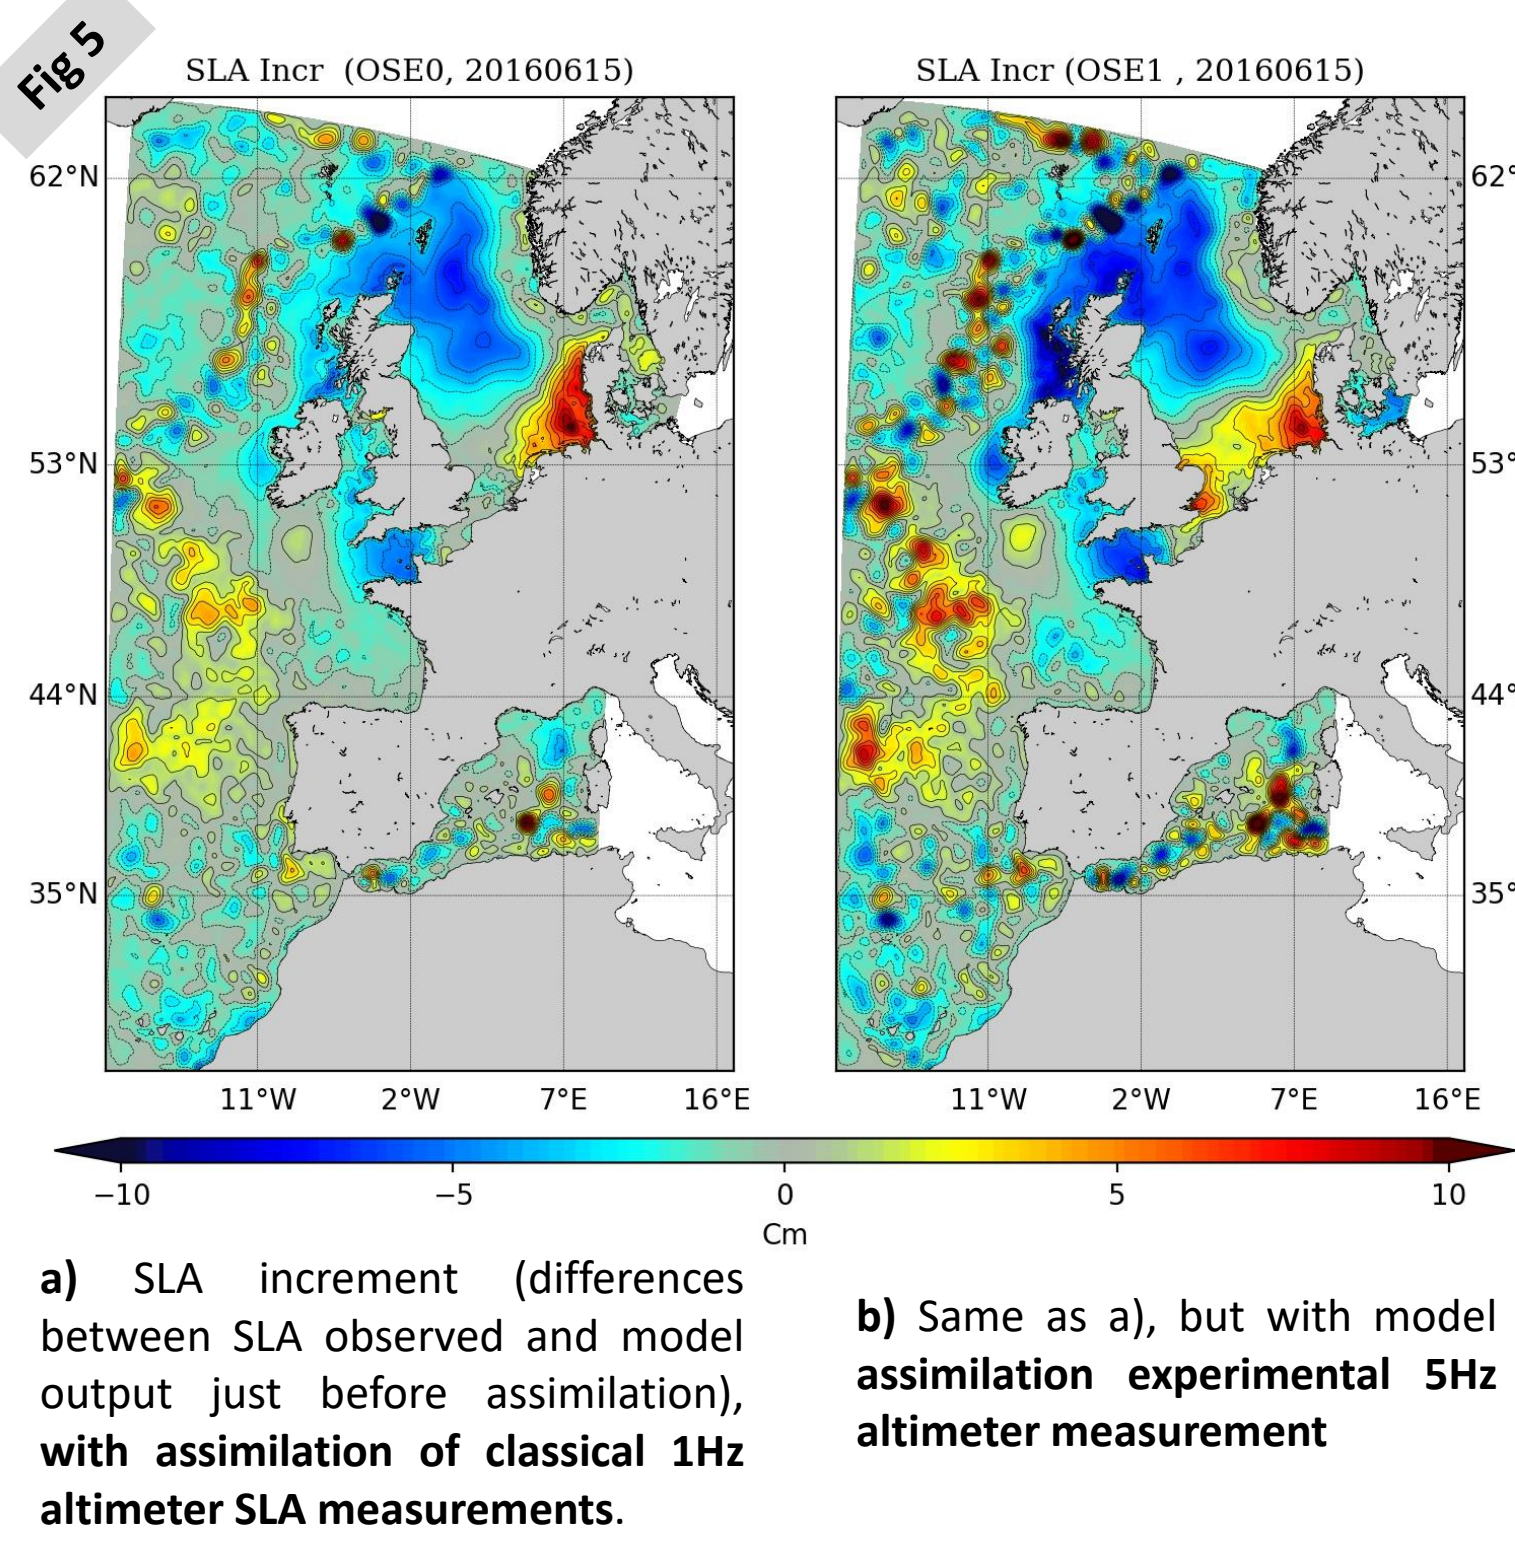 Fig 5
SLA Incr (OSE0, 20160615)
SLA Incr (OSE1 , 20160615)
62°N
62°
53°N
53°
44°N
44°
35°N
35°
11°W 2°W 7°E 16°E
11°W 2°W 7°E 16°E
−10 −5 0 5 10
Cm
a) SLA increment (differences
between SLA observed and model
output just before assimilation),
with assimilation of classical 1Hz
altimeter SLA measurements.
b) Same as a), but with model
assimilation experimental 5Hz
altimeter measurement